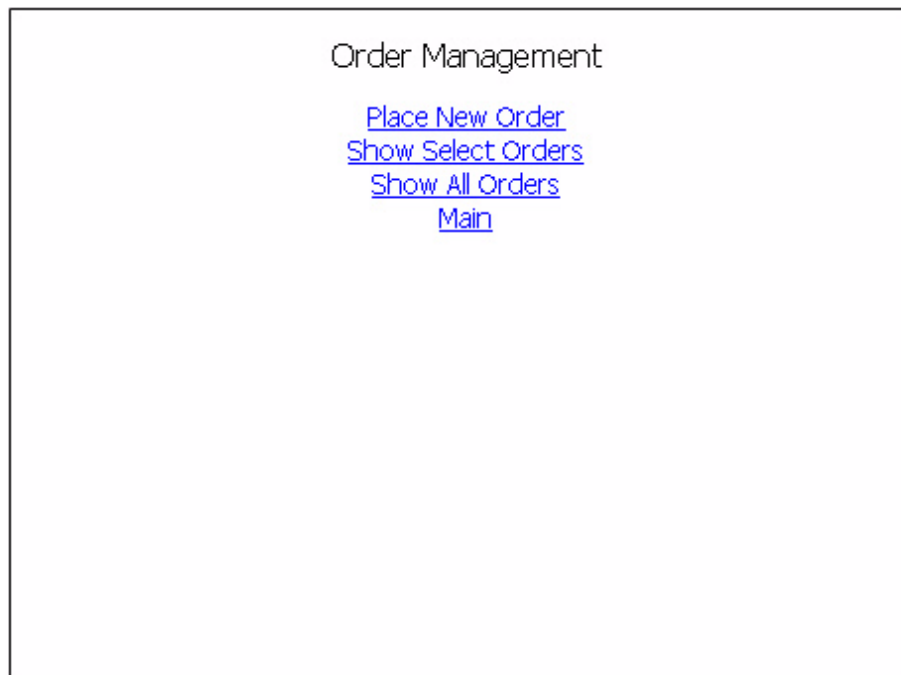 Order Management
Place New Order
Show Select Orders
Show All Orders
Main